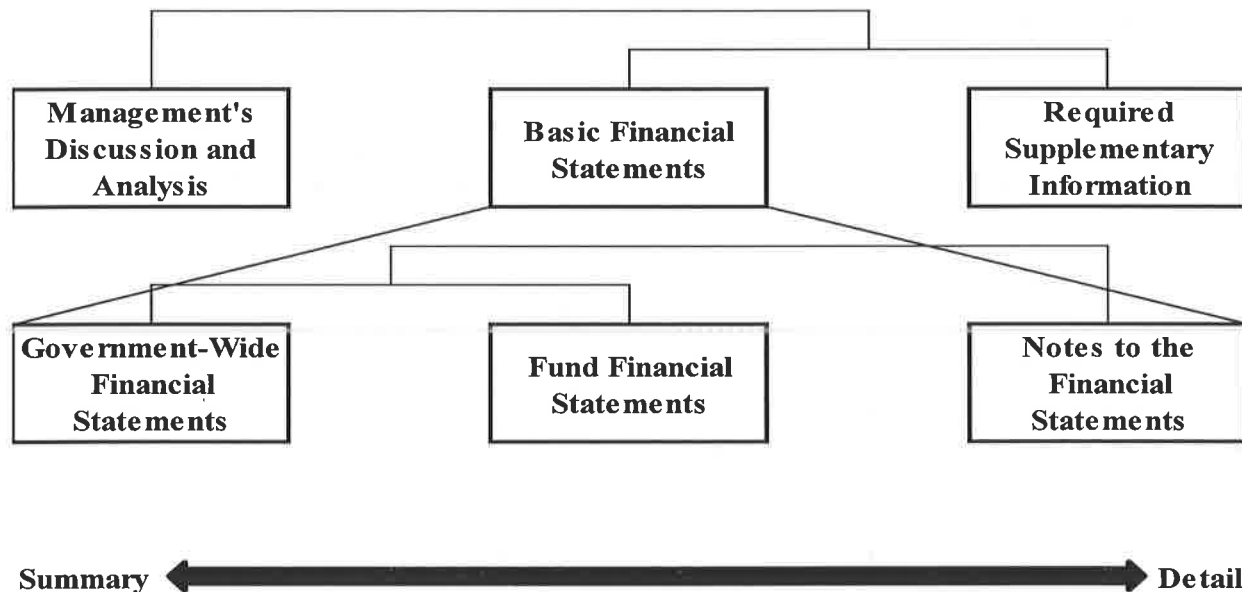 Management's
Discussion and
Analysis
Basic Financial
Statements
Required
Supplementary
Information
Government-Wide
Financial
Statements
Fund Financial
Statements
Notes to the
Financial
Statements
Summary
Detail